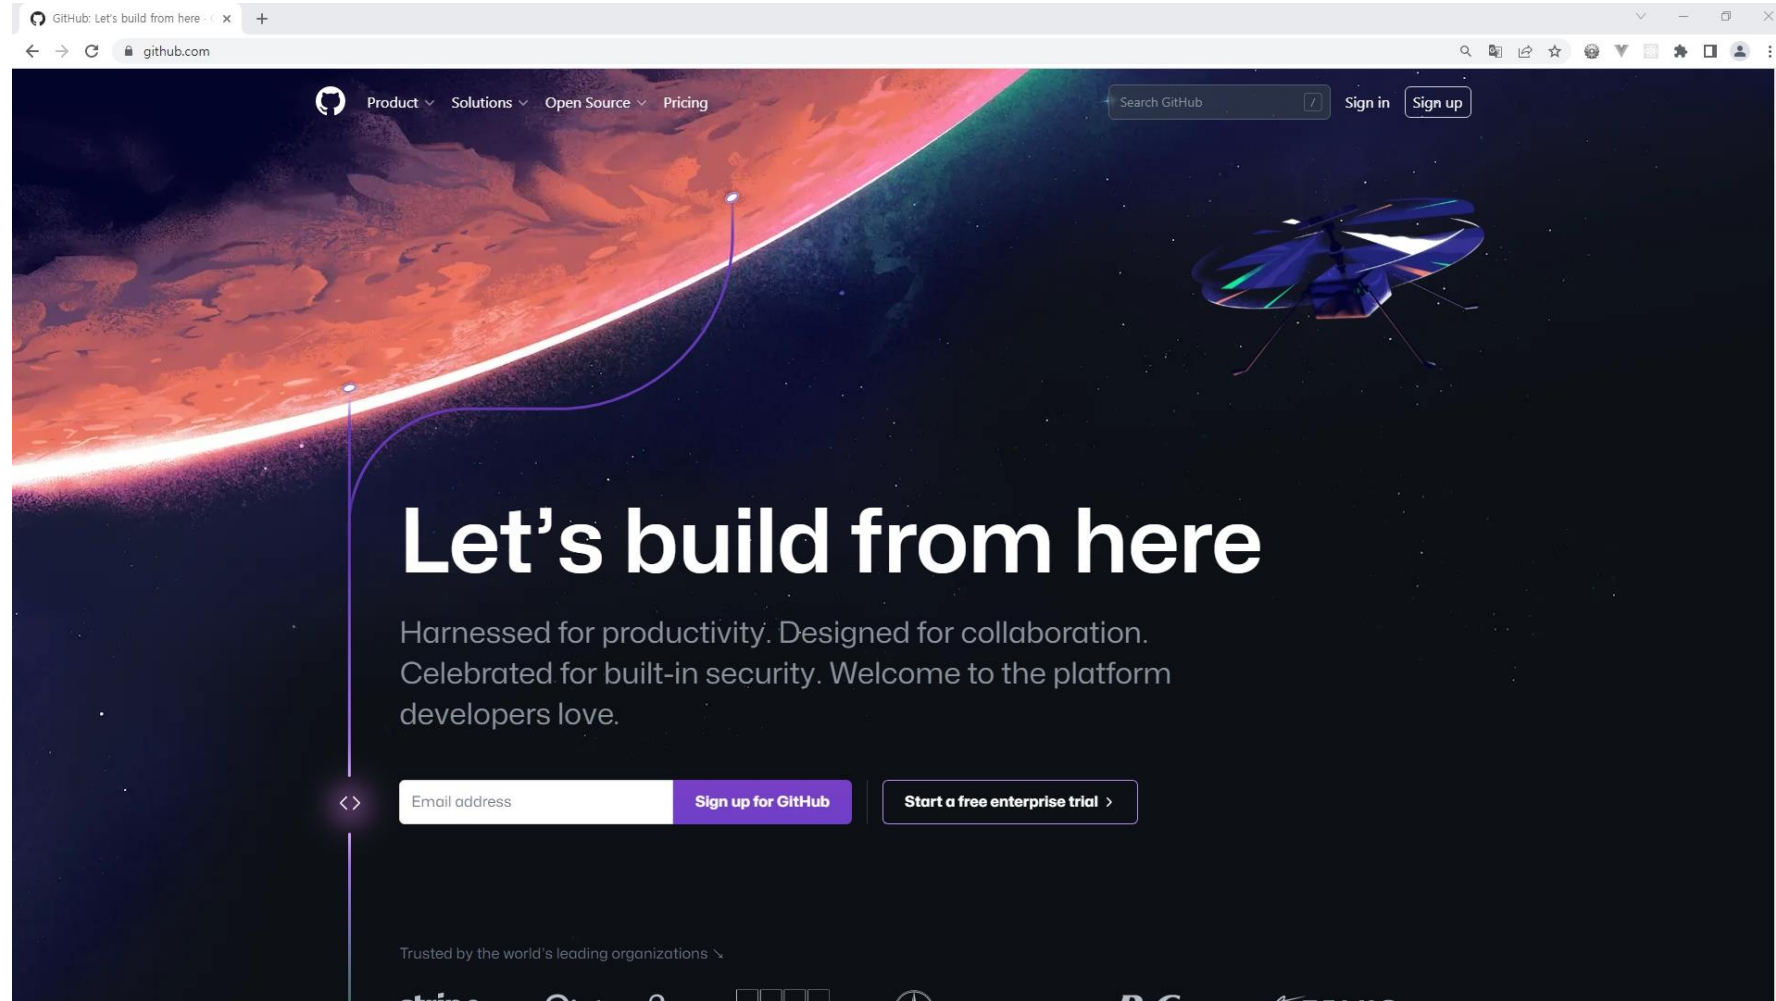 GitHub: Let's build from here ·
github.com
Product Solutions Open Source Pricing
Search GitHub / Sign in Sign up
Let's build from here
Harnessed for productivity. Designed for collaboration.
Celebrated for built-in security. Welcome to the platform
developers love.
Email address Sign up for GitHub Start a free enterprise trial >
Trusted by the world's leading organizations ↘